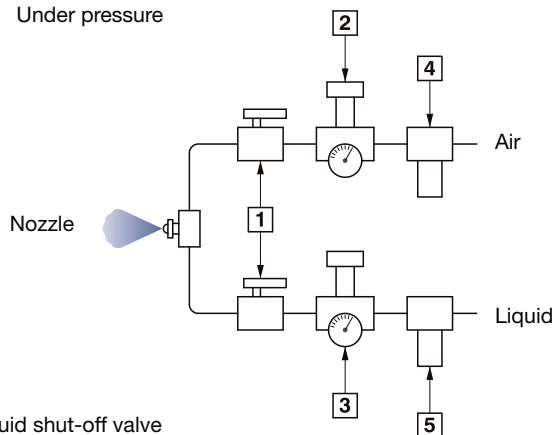 Under pressure
2
4
Air
Nozzle
1
Liquid
3
5
uid shut-off valve